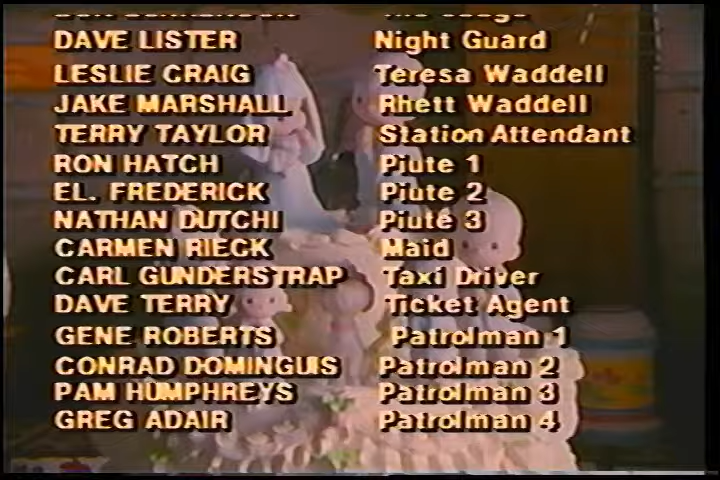 DAVE LISTER Night Guard
LESLIE CRAIG Teresa Waddell
JAKE MARSHALL Rhett Waddell
TERRY TAYLOR Station Attendant
RON HATCH Piute 1
EL. FREDERICK Piute 2
NATHAN DUTCHI Piute 3
CARMEN RIECK Maid
CARL GUNDERSTRAP Taxi Driver
DAVE TERRY Ticket Agent
GENE ROBERTS Patrolman 1
CONRAD DOMINGUIS Patrolman 2
PAM HUMPHREYS Patrolman 3
GREG ADAIR Patrolman 4